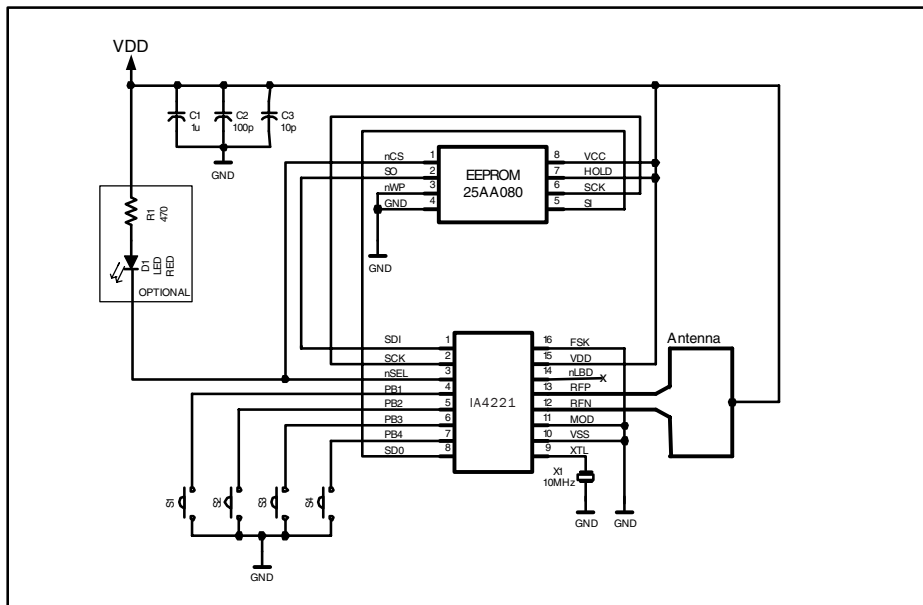 VDD
C1
1u
C2
100p
C3
10p
GND
R1
470
D1
LED
RED
OPTIONAL
nCS
1
SO
2
nWP
3
GND
4
EEPROM
25AA080
8
VCC
7
HOLD
6
SCK
5
SI
GND
SDI
1
SCK
2
nSEL
3
PB1
4
PB2
5
PB3
6
PB4
7
SD0
8
IA4221
16
FSK
15
VDD
14
nLBD
x
13
RFP
12
RFN
11
MOD
10
VSS
9
XTL
Antenna
X1
10MHz
GND
GND
S1
S2
S3
S4
GND